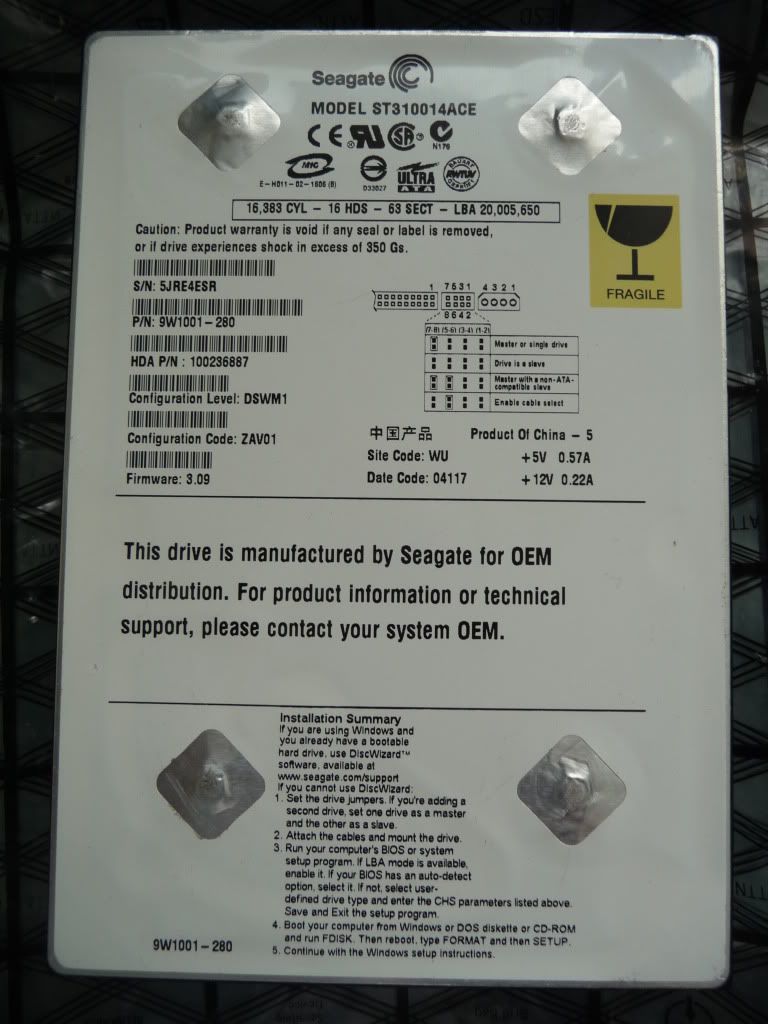 Seagate
MODEL ST310014ACE
N176
MIC
E-H011-02-1606 (B)
D33027
ULTRA
ATA
16,383 CYL - 16 HDS - 63 SECT - LBA 20,005,650
Caution: Product warranty is void if any seal or label is removed,
or if drive experiences shock in excess of 350 Gs.
FRAGILE
S/N: 5JRE4ESR
P/N: 9W1001-280
HDA P/N : 100236887
Configuration Level: DSWM1
Configuration Code: ZAV01
Firmware: 3.09
1 7531 4321
8642
(7-8) (5-6) (3-4) (1-2)
Master or single drive
Drive is a slave
Master with a non-ATA-
compatible slave
Enable cable select
中国产品 Product Of China - 5
Site Code: WU +5V 0.57A
Date Code: 04117 +12V 0.22A
This drive is manufactured by Seagate for OEM
distribution. For product information or technical
support, please contact your system OEM.
Installation Summary
If you are using Windows and
you already have a bootable
hard drive, use DiscWizard™
software, available at
www.seagate.com/support
If you cannot use DiscWizard:
1. Set the drive jumpers. If you're adding a
second drive, set one drive as a master
and the other as a slave.
2. Attach the cables and mount the drive.
3. Run your computer's BIOS or system
setup program. If LBA mode is available,
enable it. If your BIOS has an auto-detect
option, select it. If not, select user-
defined drive type and enter the CHS parameters listed above.
Save and Exit the setup program.
4. Boot your computer from Windows or DOS diskette or CD-ROM
and run FDISK. Then reboot, type FORMAT and then SETUP.
5. Continue with the Windows setup instructions.
9W1001-280